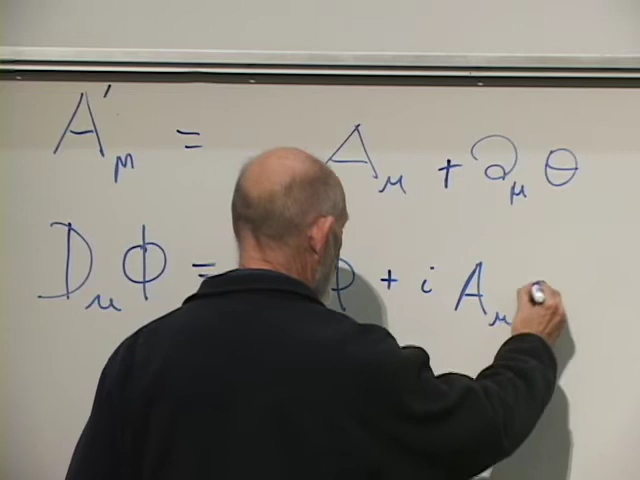 A'μ = Aμ + ∂μ θ
Dμ ϕ = ϕ + i Aμ